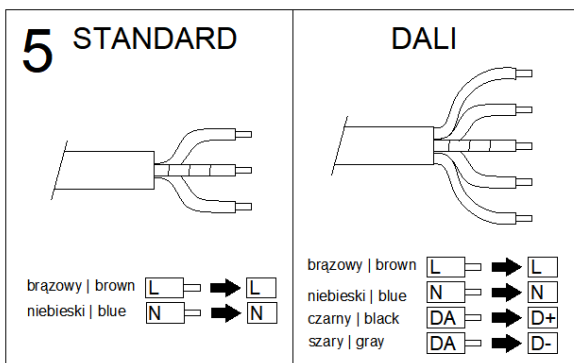 5 STANDARD
brązowy | brown L L
niebieski | blue N N
DALI
brązowy | brown L L
niebieski | blue N N
czarny | black DA D+
szary | gray DA D-